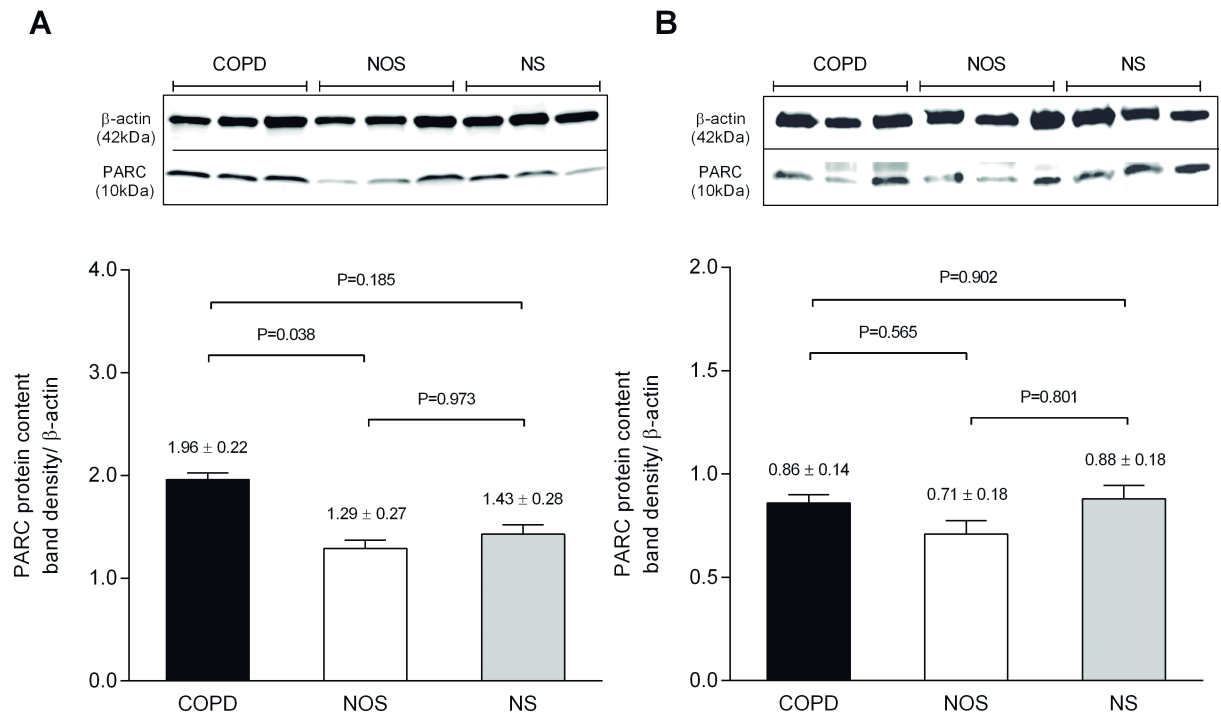 A
COPD NOS NS
β-actin
(42kDa)
PARC
(10kDa)
4.0
3.0
2.0
1.0
0.0
PARC protein content
band density/ β-actin
P=0.185
P=0.038
P=0.973
1.96 ± 0.22
1.29 ± 0.27
1.43 ± 0.28
COPD NOS NS
B
COPD NOS NS
β-actin
(42kDa)
PARC
(10kDa)
2.0
1.5
1.0
0.5
0.0
PARC protein content
band density/ β-actin
P=0.902
P=0.565
P=0.801
0.86 ± 0.14
0.71 ± 0.18
0.88 ± 0.18
COPD NOS NS